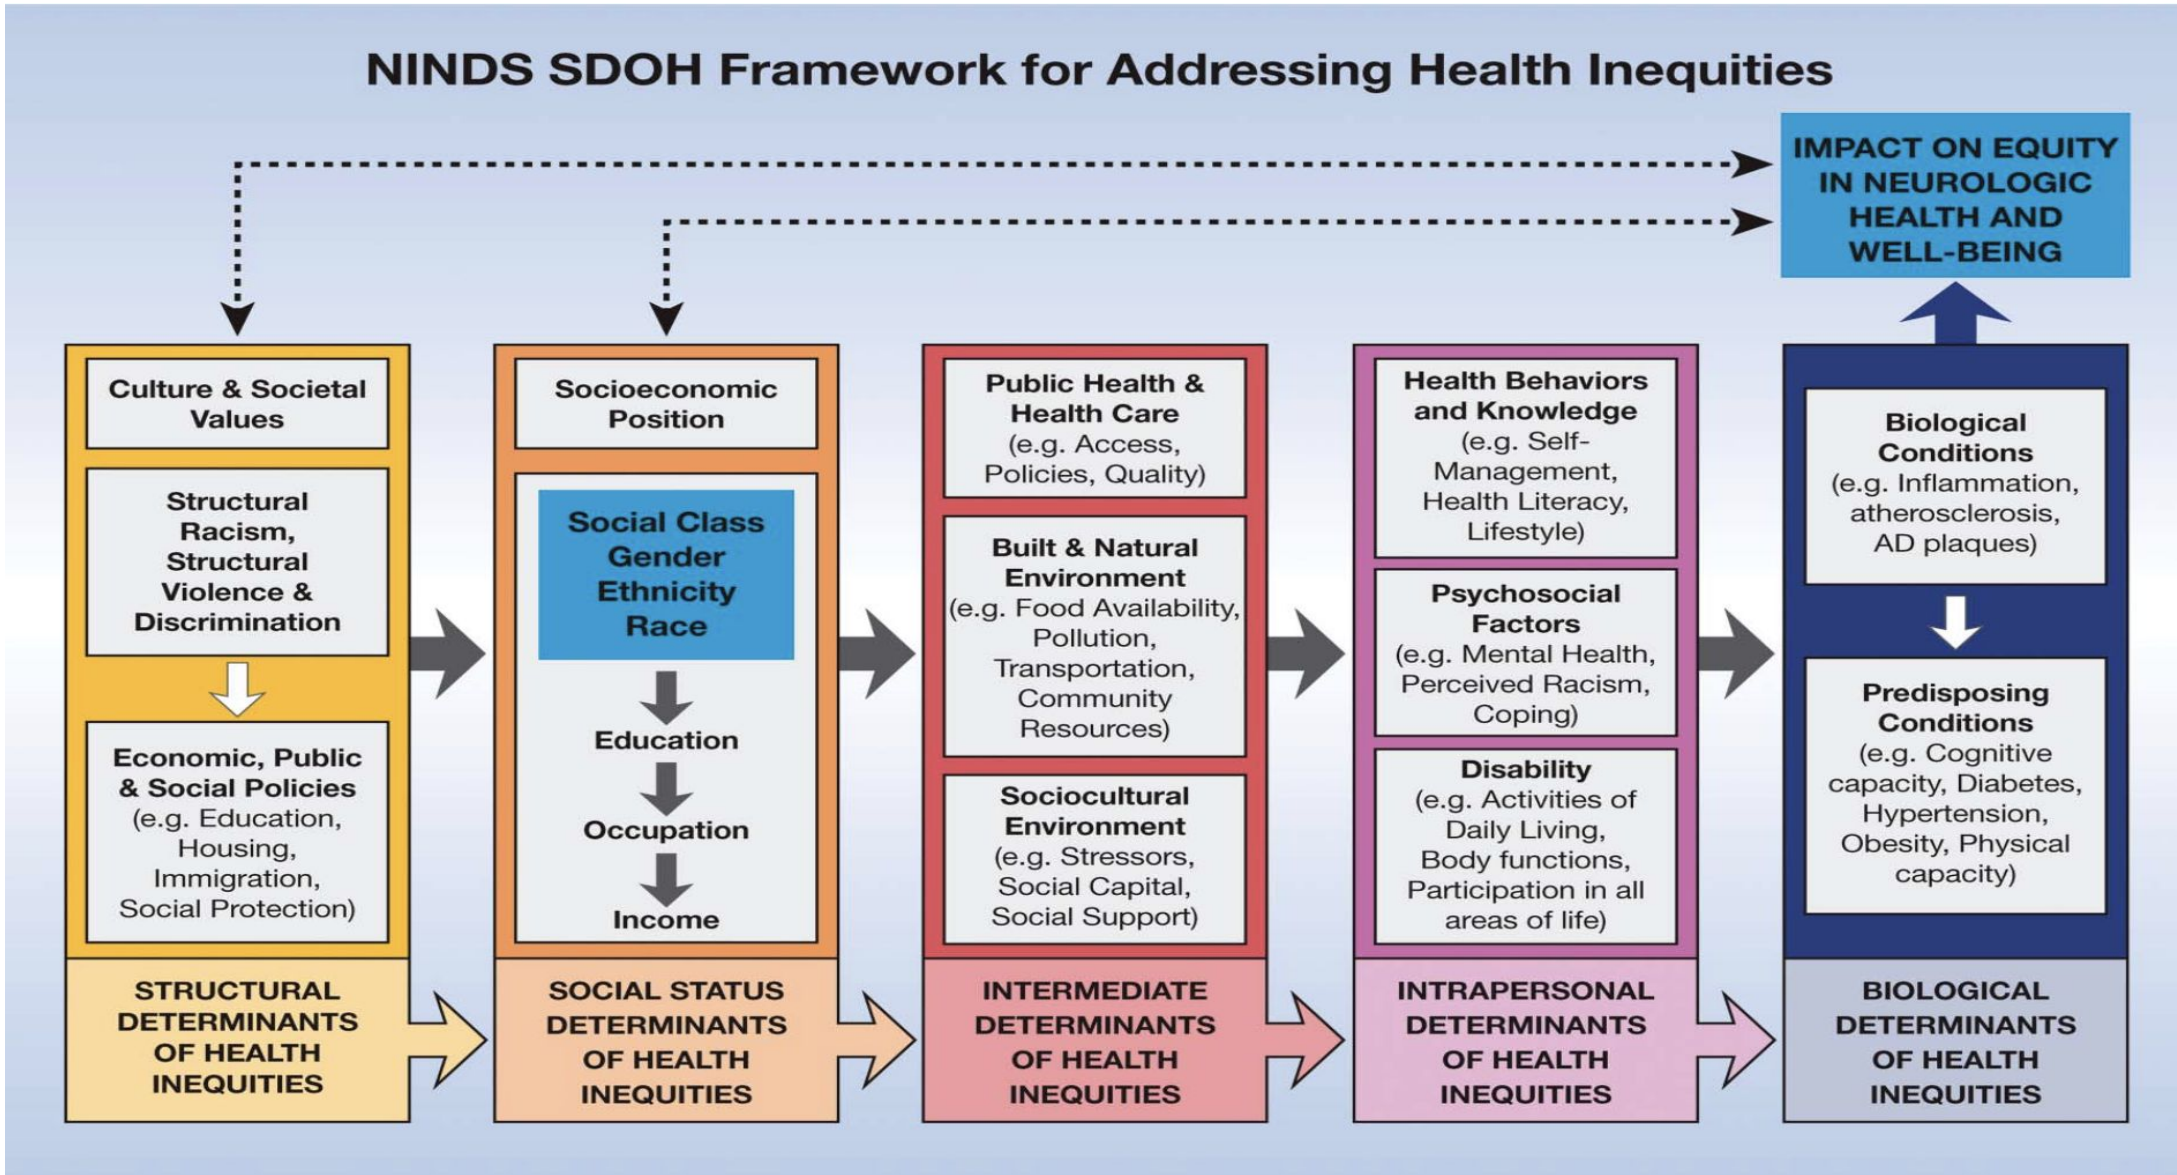 NINDS SDOH Framework for Addressing Health Inequities
IMPACT ON EQUITY
IN NEUROLOGIC
HEALTH AND
WELL-BEING
Culture & Societal
Values
Structural
Racism,
Structural
Violence &
Discrimination
Economic, Public
& Social Policies
(e.g. Education,
Housing,
Immigration,
Social Protection)
STRUCTURAL
DETERMINANTS
OF HEALTH
INEQUITIES
Socioeconomic
Position
Social Class
Gender
Ethnicity
Race
Education
Occupation
Income
SOCIAL STATUS
DETERMINANTS
OF HEALTH
INEQUITIES
Public Health &
Health Care
(e.g. Access,
Policies, Quality)
Built & Natural
Environment
(e.g. Food Availability,
Pollution,
Transportation,
Community
Resources)
Sociocultural
Environment
(e.g. Stressors,
Social Capital,
Social Support)
INTERMEDIATE
DETERMINANTS
OF HEALTH
INEQUITIES
Health Behaviors
and Knowledge
(e.g. Self-
Management,
Health Literacy,
Lifestyle)
Psychosocial
Factors
(e.g. Mental Health,
Perceived Racism,
Coping)
Disability
(e.g. Activities of
Daily Living,
Body functions,
Participation in all
areas of life)
INTRAPERSONAL
DETERMINANTS
OF HEALTH
INEQUITIES
Biological
Conditions
(e.g. Inflammation,
atherosclerosis,
AD plaques)
Predisposing
Conditions
(e.g. Cognitive
capacity, Diabetes,
Hypertension,
Obesity, Physical
capacity)
BIOLOGICAL
DETERMINANTS
OF HEALTH
INEQUITIES